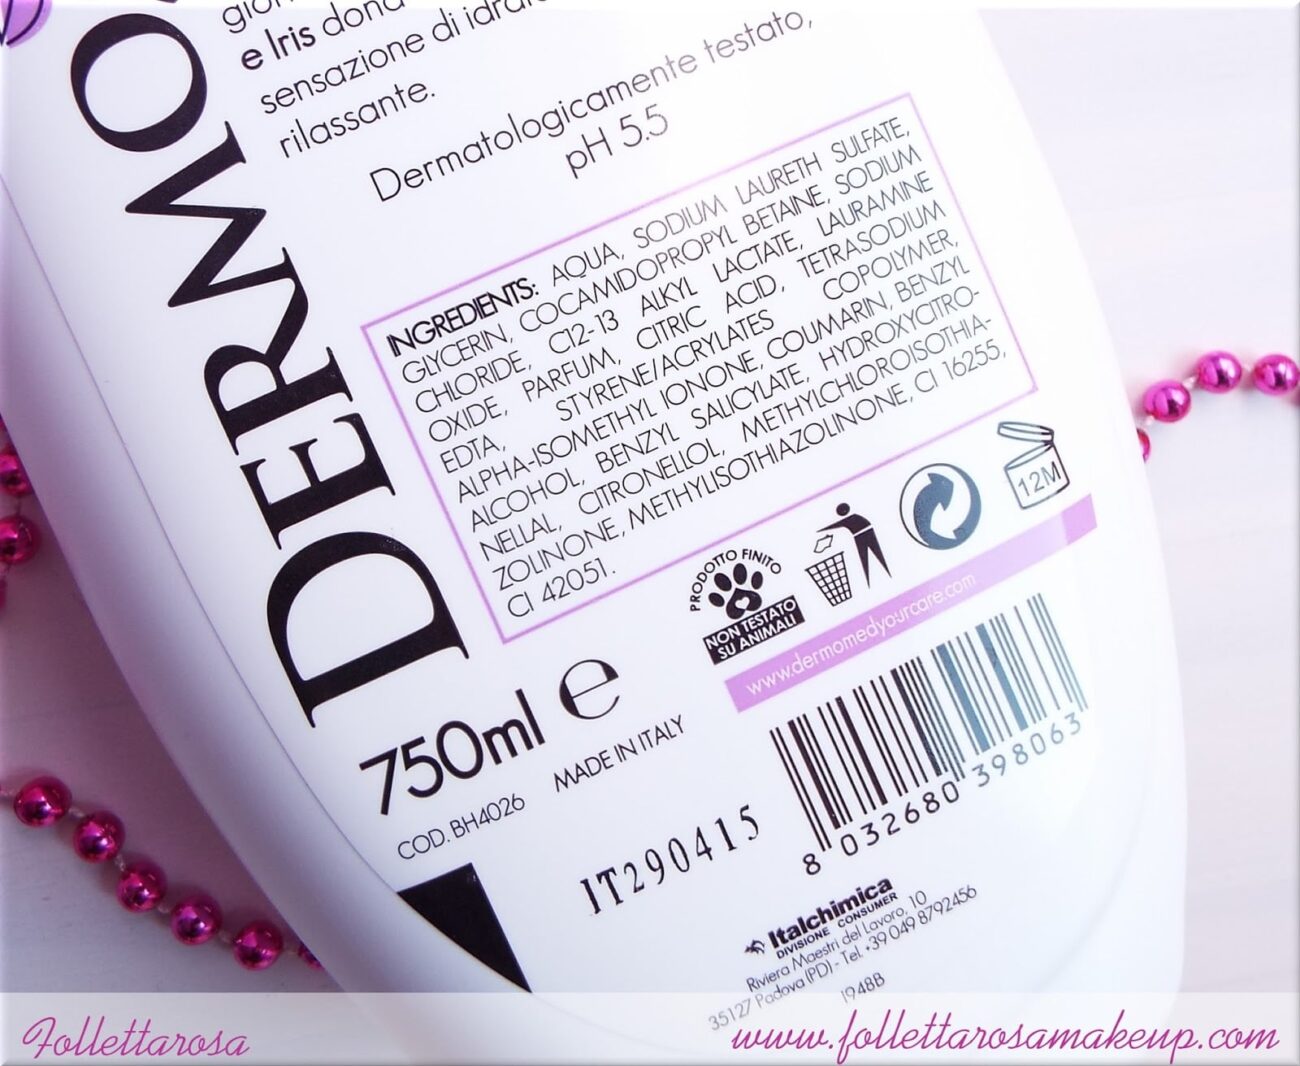 e Iris dona
sensazione di
rilassante.
Dermatologicamente testato,
pH 5.5
DERMO
INGREDIENTS: AQUA, SODIUM LAURETH SULFATE,
GLYCERIN, COCAMIDOPROPYL BETAINE, SODIUM
CHLORIDE, C12-13 ALKYL LACTATE, LAURAMINE
OXIDE, PARFUM, CITRIC ACID, TETRASODIUM
EDTA, STYRENE/ACRYLATES COPOLYMER,
ALPHA-ISOMETHYL IONONE, COUMARIN, BENZYL
ALCOHOL, BENZYL SALICYLATE, HYDROXYCITRO-
NELLAL, CITRONELLOL, METHYLCHLOROISOTHIA-
ZOLINONE, METHYLISOTHIAZOLINONE, CI 16255,
CI 42051.
PRODOTTO FINITO
NON TESTATO
SU ANIMALI
12M
www.dermomedyourcare.com
750ml e
COD. BH4026
MADE IN ITALY
IT290415
8 032680 398063
Italchimica
DIVISIONE CONSUMER
Riviera Maestri del Lavoro, 10
35127 Padova (PD) - Tel. +39 049 8792456
I948B
Follettarosa
www.follettarosamakeup.com